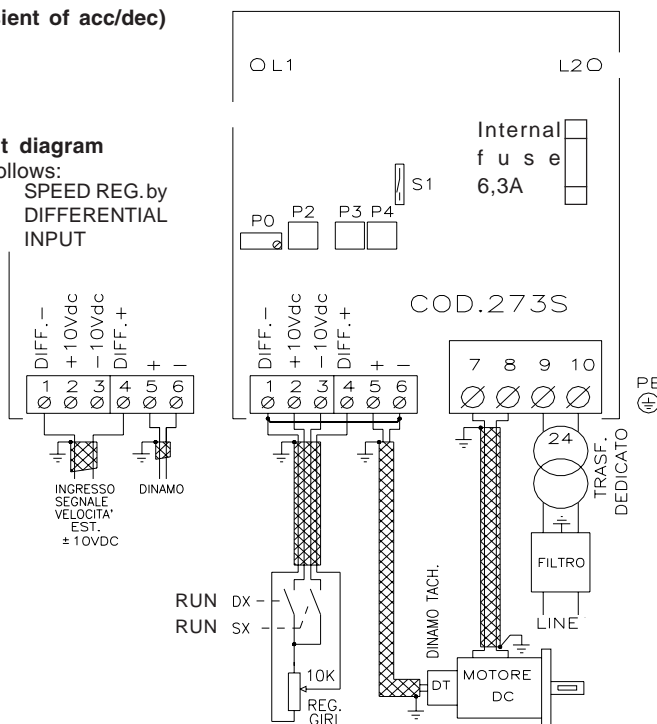 sient of acc/dec)
L1
L2
t diagram
ollows:
SPEED REG. by
DIFFERENTIAL
INPUT
Internal
fuse
6,3A
S1
P0
P2
P3
P4
COD.273S
DIFF.-
+10Vdc
-10Vdc
DIFF.+
+
-
1 2 3 4 5 6
INGRESSO
SEGNALE
VELOCITA'
EST.
±10VDC
DINAMO
DIFF.-
+10Vdc
-10Vdc
DIFF.+
+
-
1 2 3 4 5 6
7 8 9 10
PE
24
TRASF.
DEDICATO
FILTRO
LINE
RUN DX
RUN SX
10K
REG.
GIRI
DINAMO TACH.
DT
MOTORE
DC